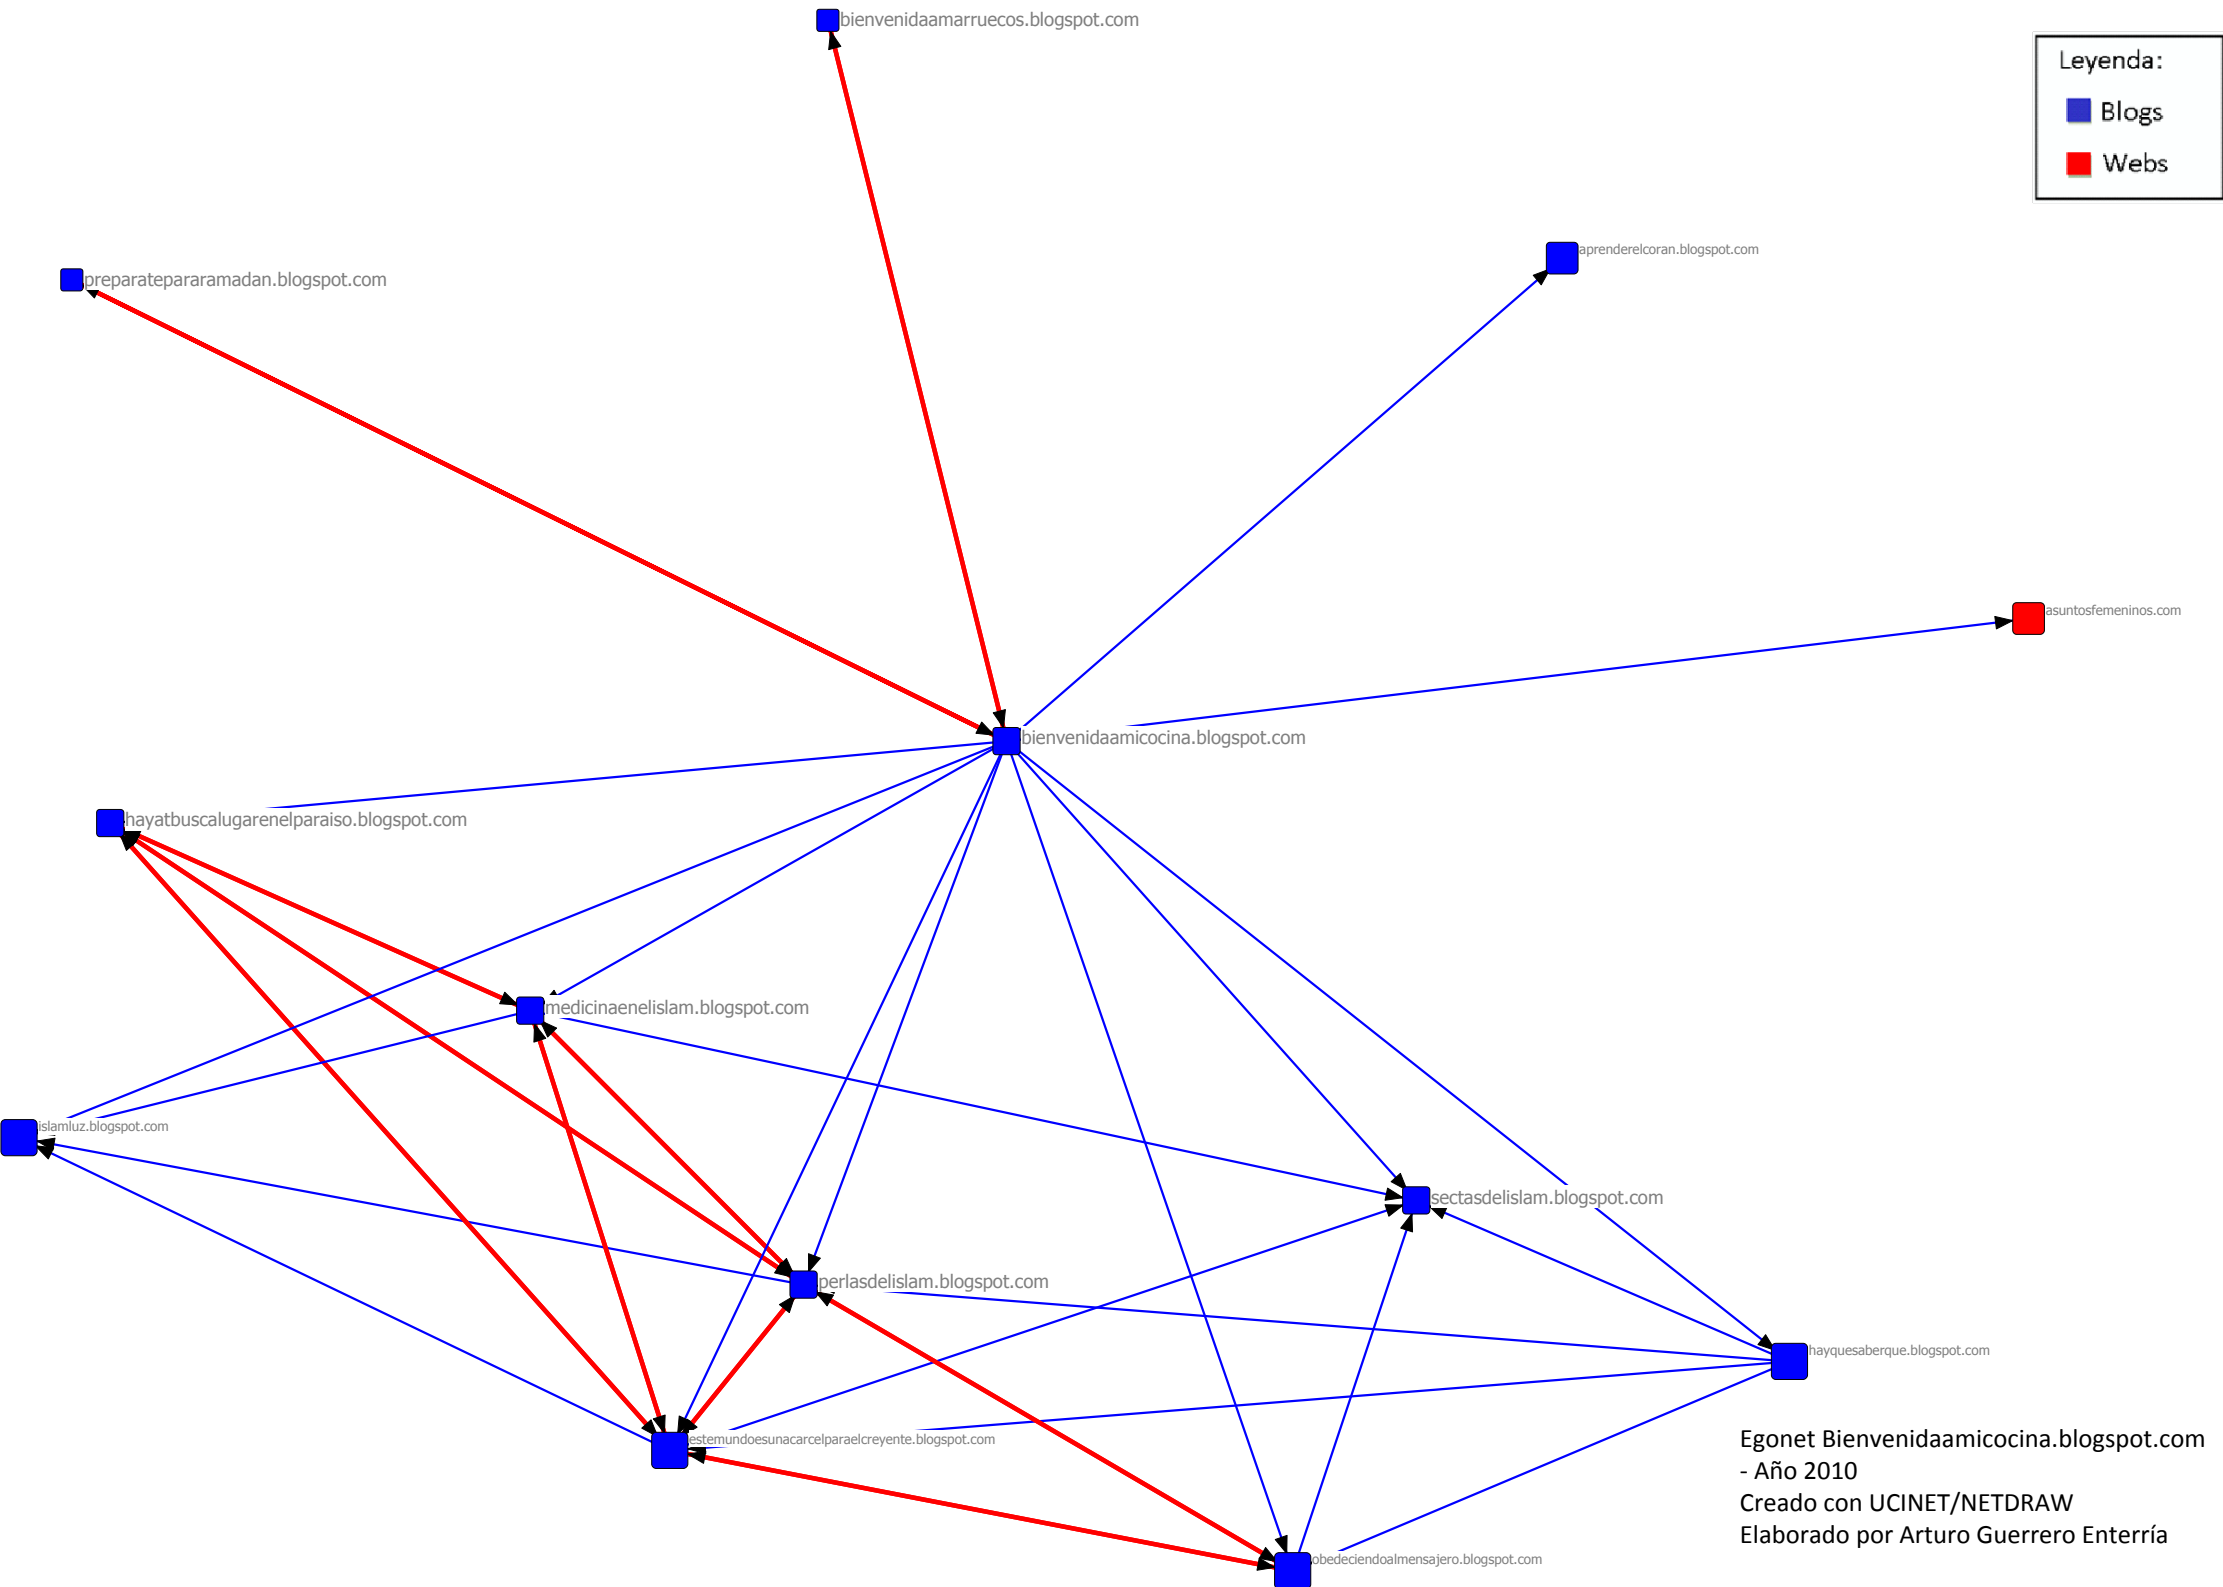 bienvenidaamarruecos.blogspot.com
Leyenda:
Blogs
Webs
aprenderelcoran.blogspot.com
preparatepararamadan.blogspot.com
asuntosfemeninos.com
bienvenidaamicocina.blogspot.com
hayatbuscalugarenelparaiso.blogspot.com
medicinaenelislam.blogspot.com
islamluz.blogspot.com
sectasdelislam.blogspot.com
perlasdelislam.blogspot.com
hayquesaberque.blogspot.com
estemundoesunacarcelparaelcreyente.blogspot.com
obedeciendoalmensajero.blogspot.com
Egonet Bienvenidaamicocina.blogspot.com
- Año 2010
Creado con UCINET/NETDRAW
Elaborado por Arturo Guerrero Enterría